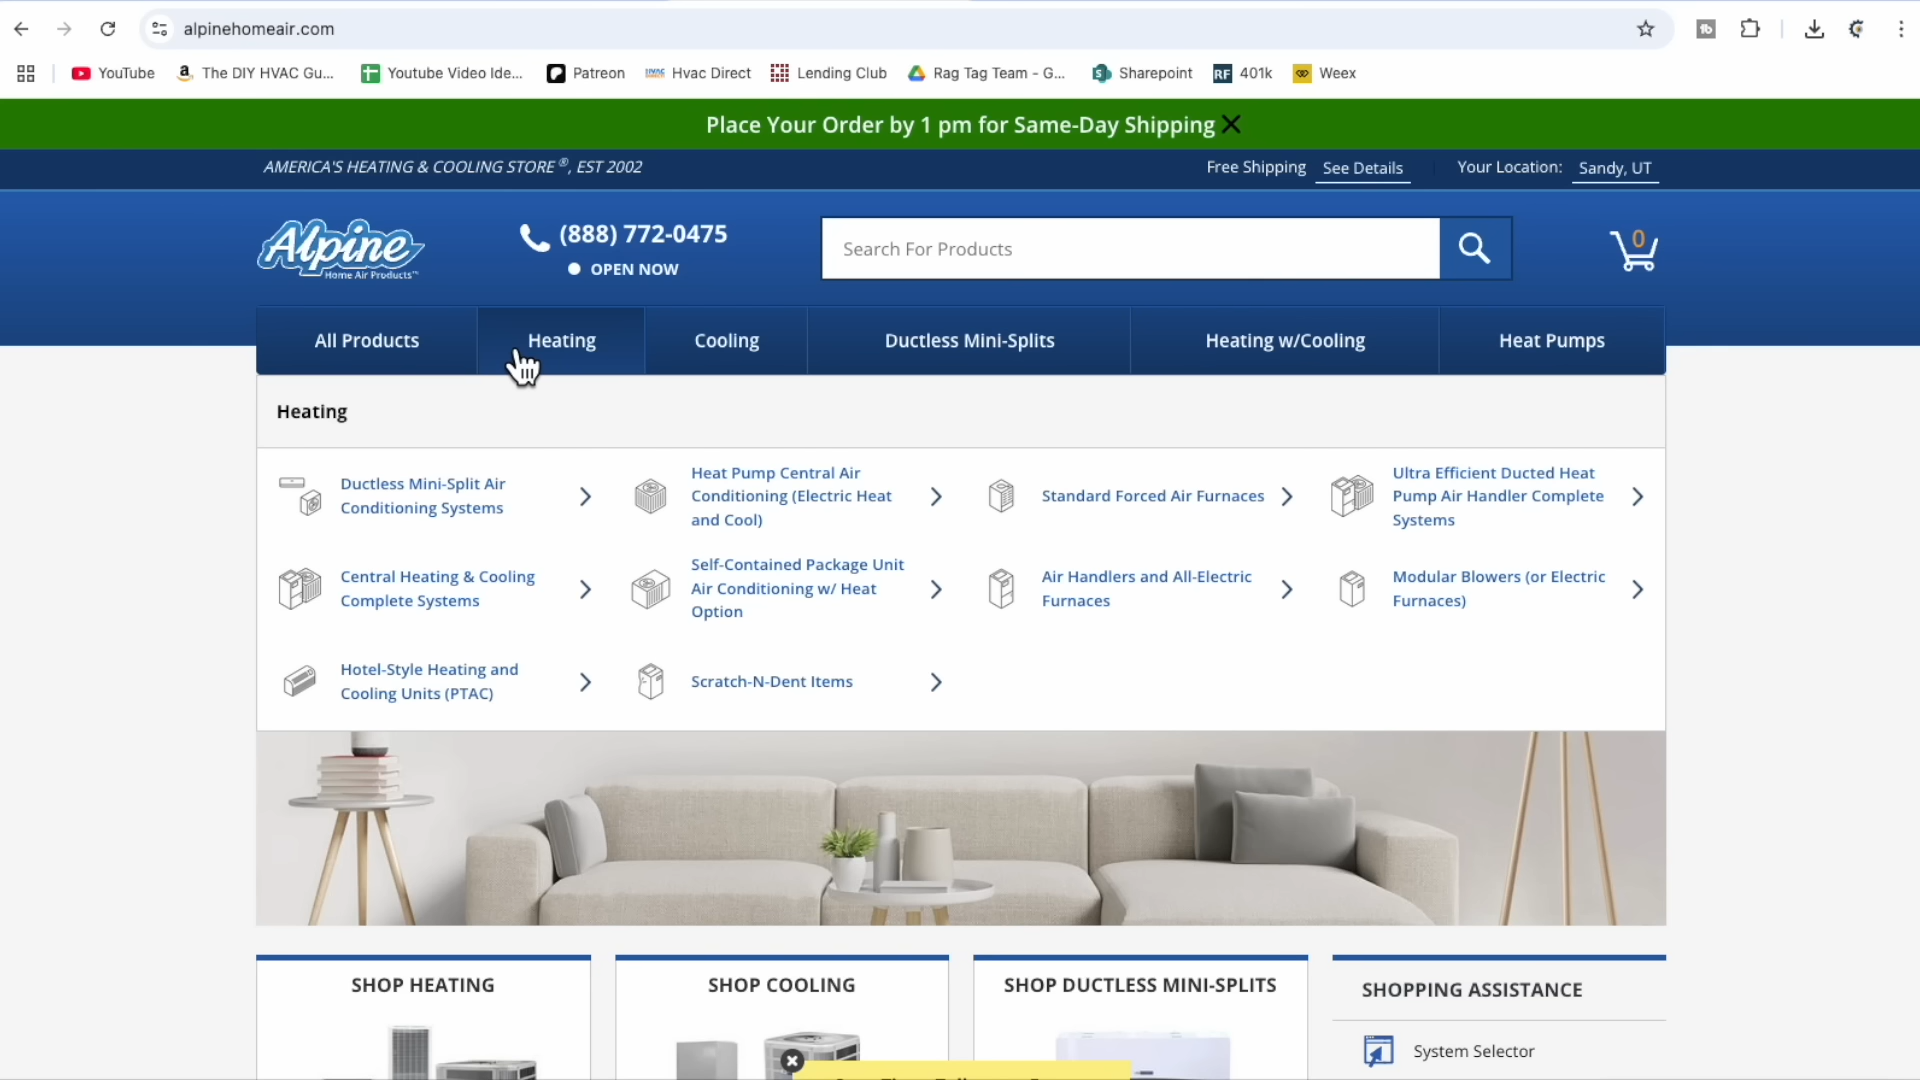 alpinehomeair.com
YouTube
The DIY HVAC Gu...
Youtube Video Ide...
Patreon
HVAC
Hvac Direct
Lending Club
Rag Tag Team - G...
Sharepoint
RF
401k
Weex
Place Your Order by 1 pm for Same-Day Shipping
AMERICA'S HEATING & COOLING STORE ®, EST 2002
Free Shipping
See Details
Your Location:
Sandy, UT
Alpine
Home Air Products™
(888) 772-0475
OPEN NOW
Search For Products
0
All Products
Heating
Cooling
Ductless Mini-Splits
Heating w/Cooling
Heat Pumps
Heating
Ductless Mini-Split Air
Conditioning Systems
Heat Pump Central Air
Conditioning (Electric Heat
and Cool)
Standard Forced Air Furnaces
Ultra Efficient Ducted Heat
Pump Air Handler Complete
Systems
Central Heating & Cooling
Complete Systems
Self-Contained Package Unit
Air Conditioning w/ Heat
Option
Air Handlers and All-Electric
Furnaces
Modular Blowers (or Electric
Furnaces)
Hotel-Style Heating and
Cooling Units (PTAC)
Scratch-N-Dent Items
SHOP HEATING
SHOP COOLING
SHOP DUCTLESS MINI-SPLITS
SHOPPING ASSISTANCE
System Selector